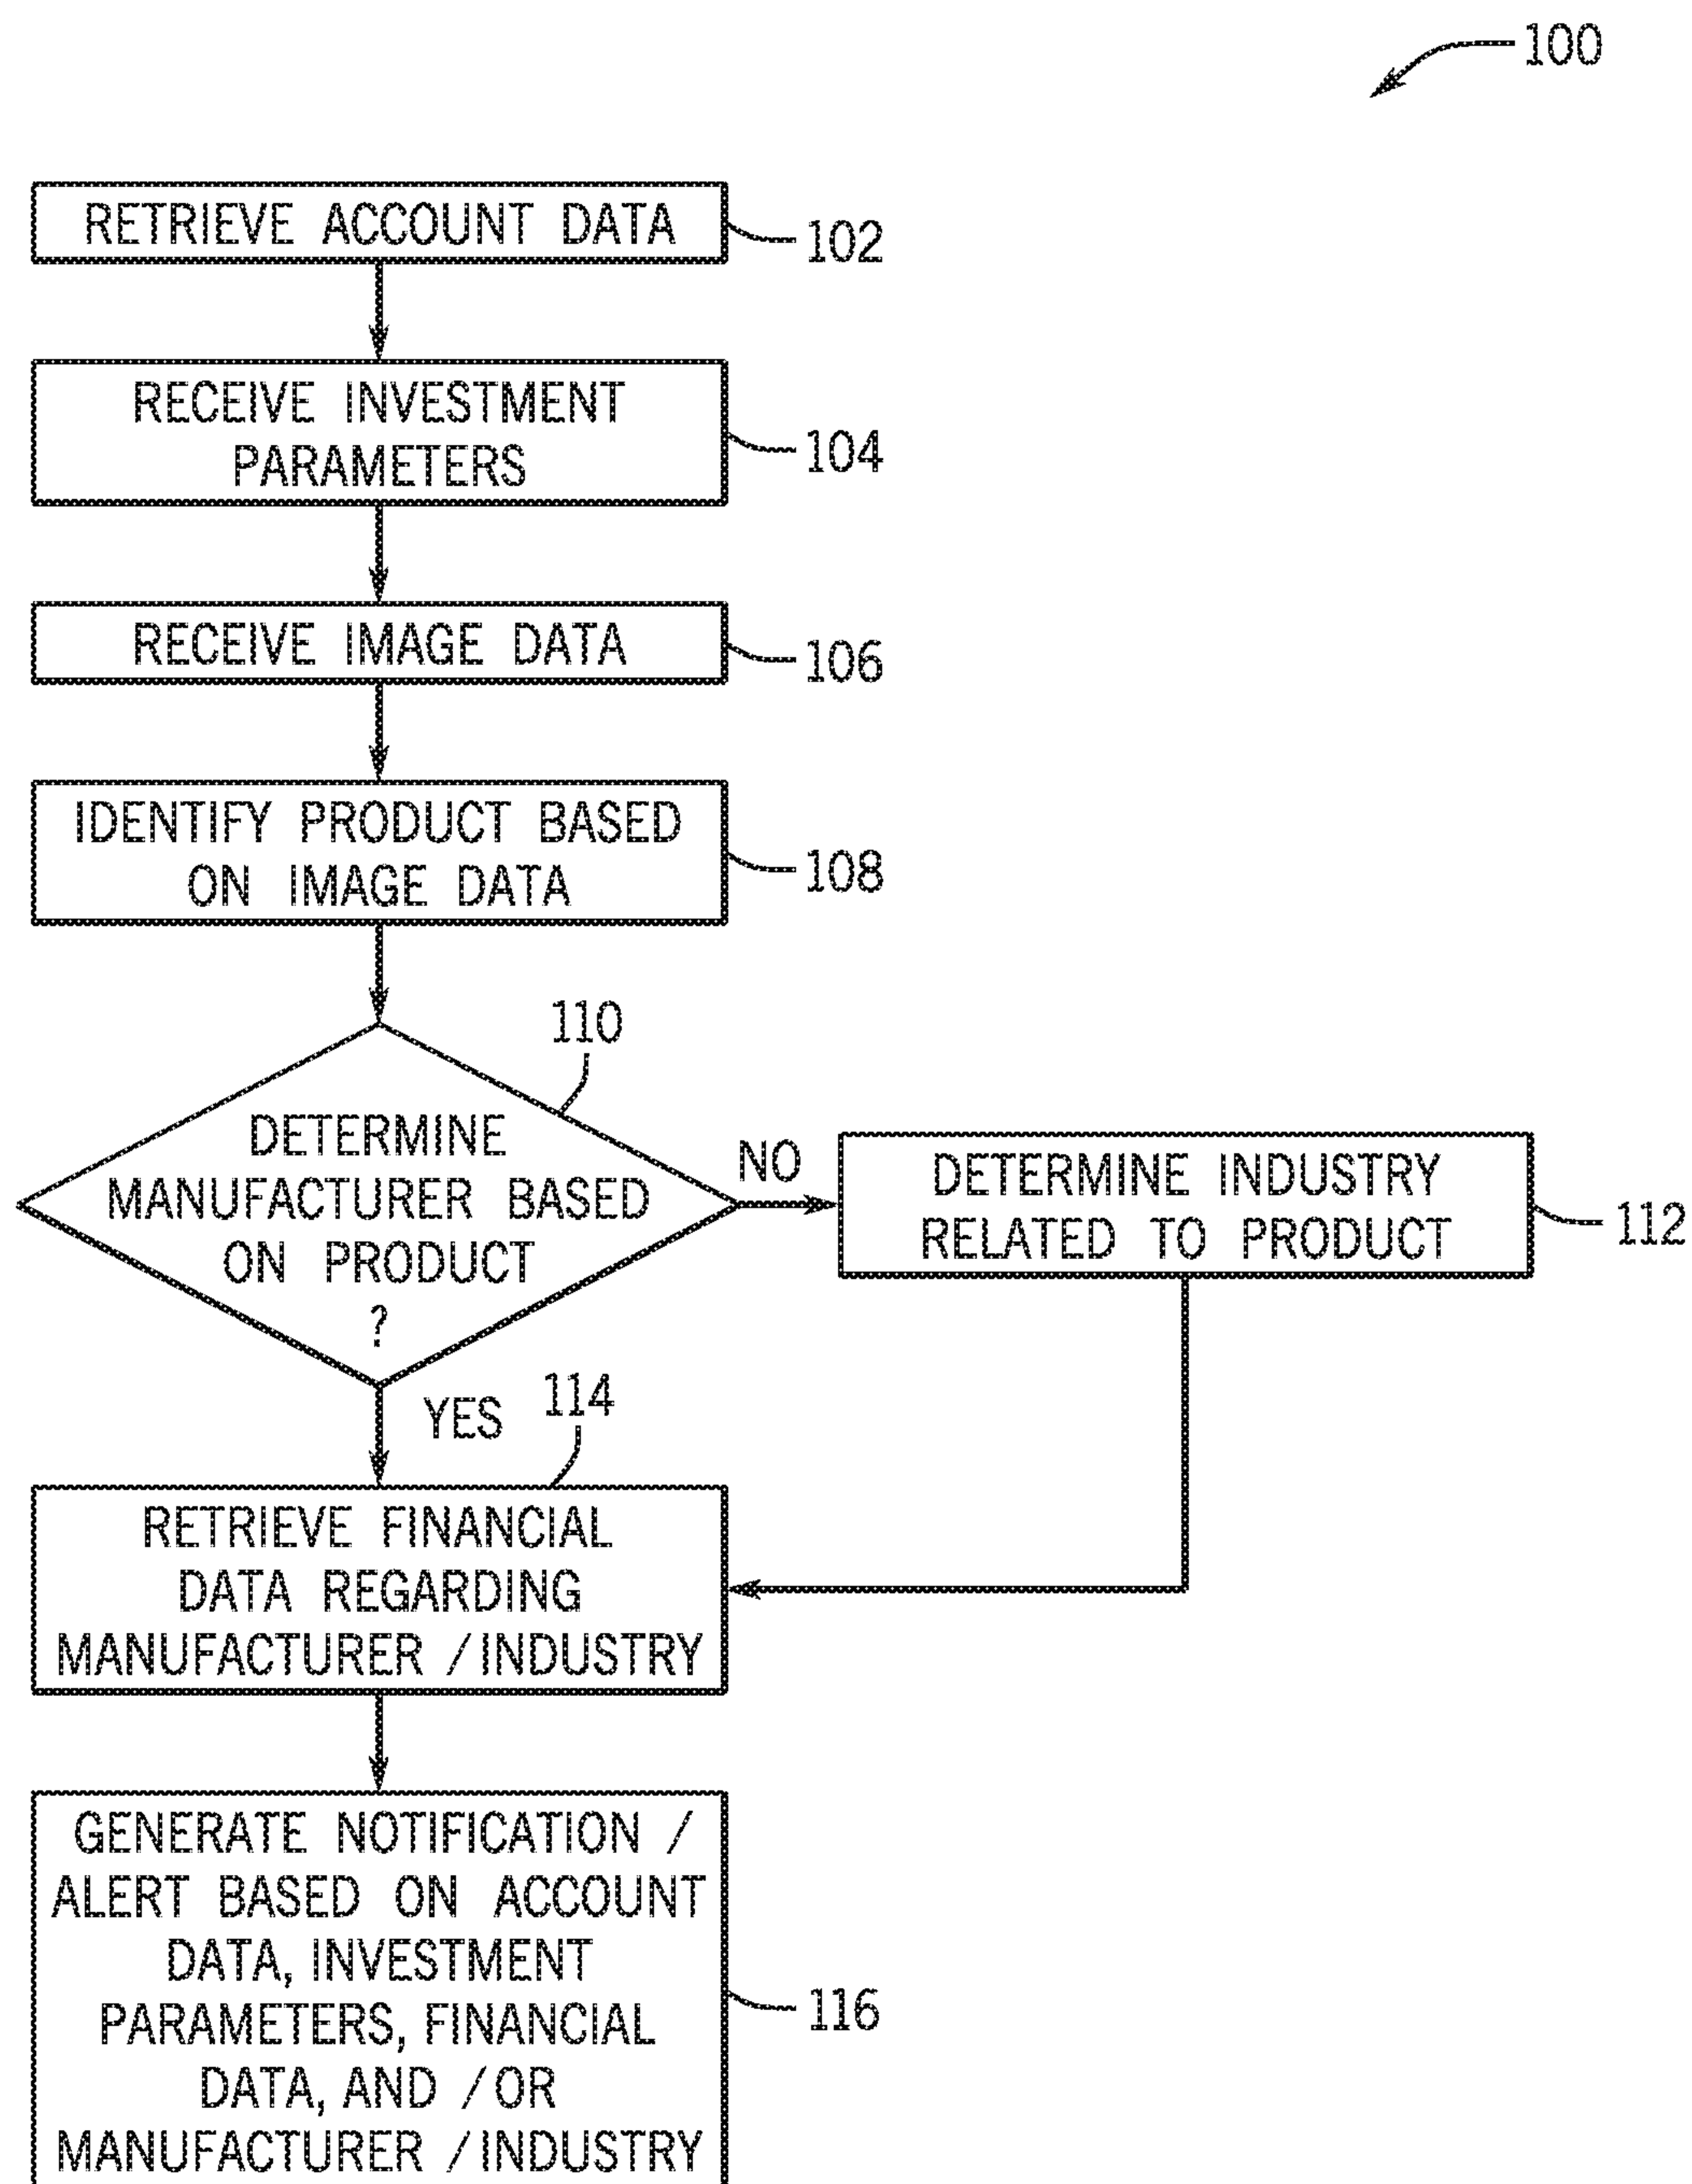 100
RETRIEVE ACCOUNT DATA
102
RECEIVE INVESTMENT
PARAMETERS
104
RECEIVE IMAGE DATA
106
IDENTIFY PRODUCT BASED
ON IMAGE DATA
108
110
DETERMINE
MANUFACTURER BASED
ON PRODUCT
?
NO
DETERMINE INDUSTRY
RELATED TO PRODUCT
112
YES
114
RETRIEVE FINANCIAL
DATA REGARDING
MANUFACTURER / INDUSTRY
GENERATE NOTIFICATION /
ALERT BASED ON ACCOUNT
DATA, INVESTMENT
PARAMETERS, FINANCIAL
DATA, AND / OR
MANUFACTURER / INDUSTRY
116